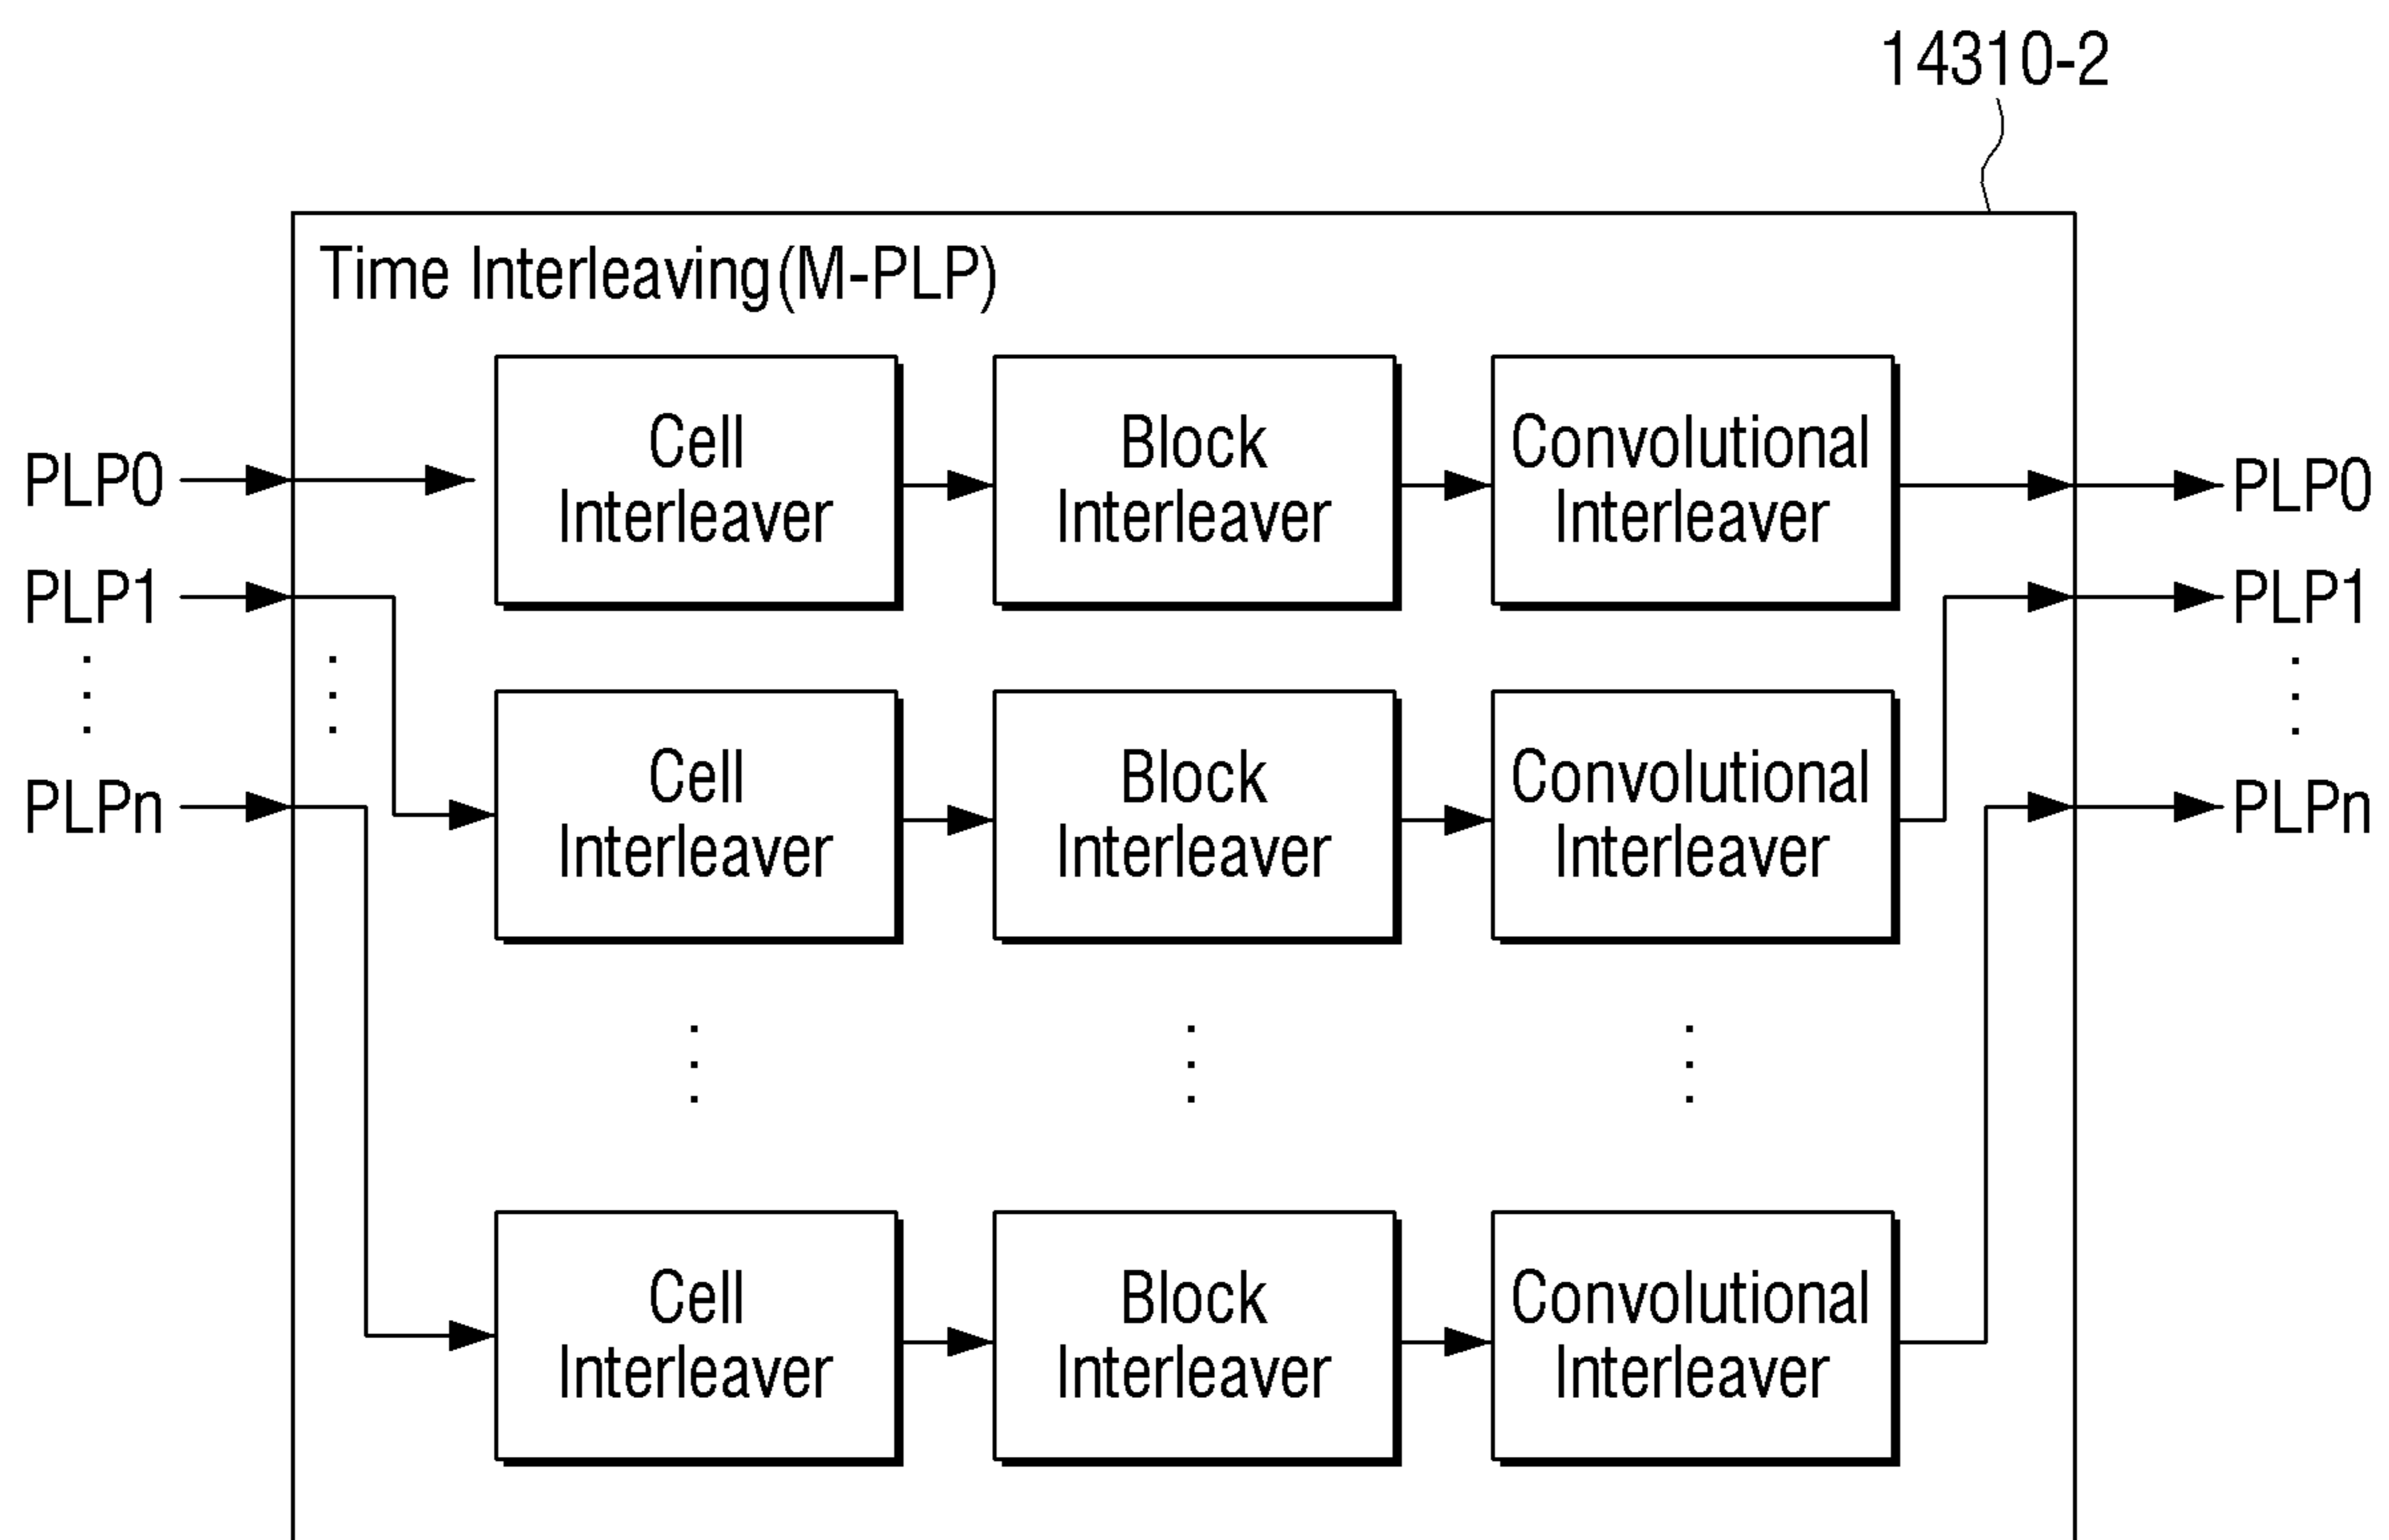 14310-2
Time Interleaving(M-PLP)
Cell
Interleaver
Block
Interleaver
Convolutional
Interleaver
PLP0
PLP0
PLP1
PLP1
PLPn
PLPn
Cell
Interleaver
Block
Interleaver
Convolutional
Interleaver
Cell
Interleaver
Block
Interleaver
Convolutional
Interleaver